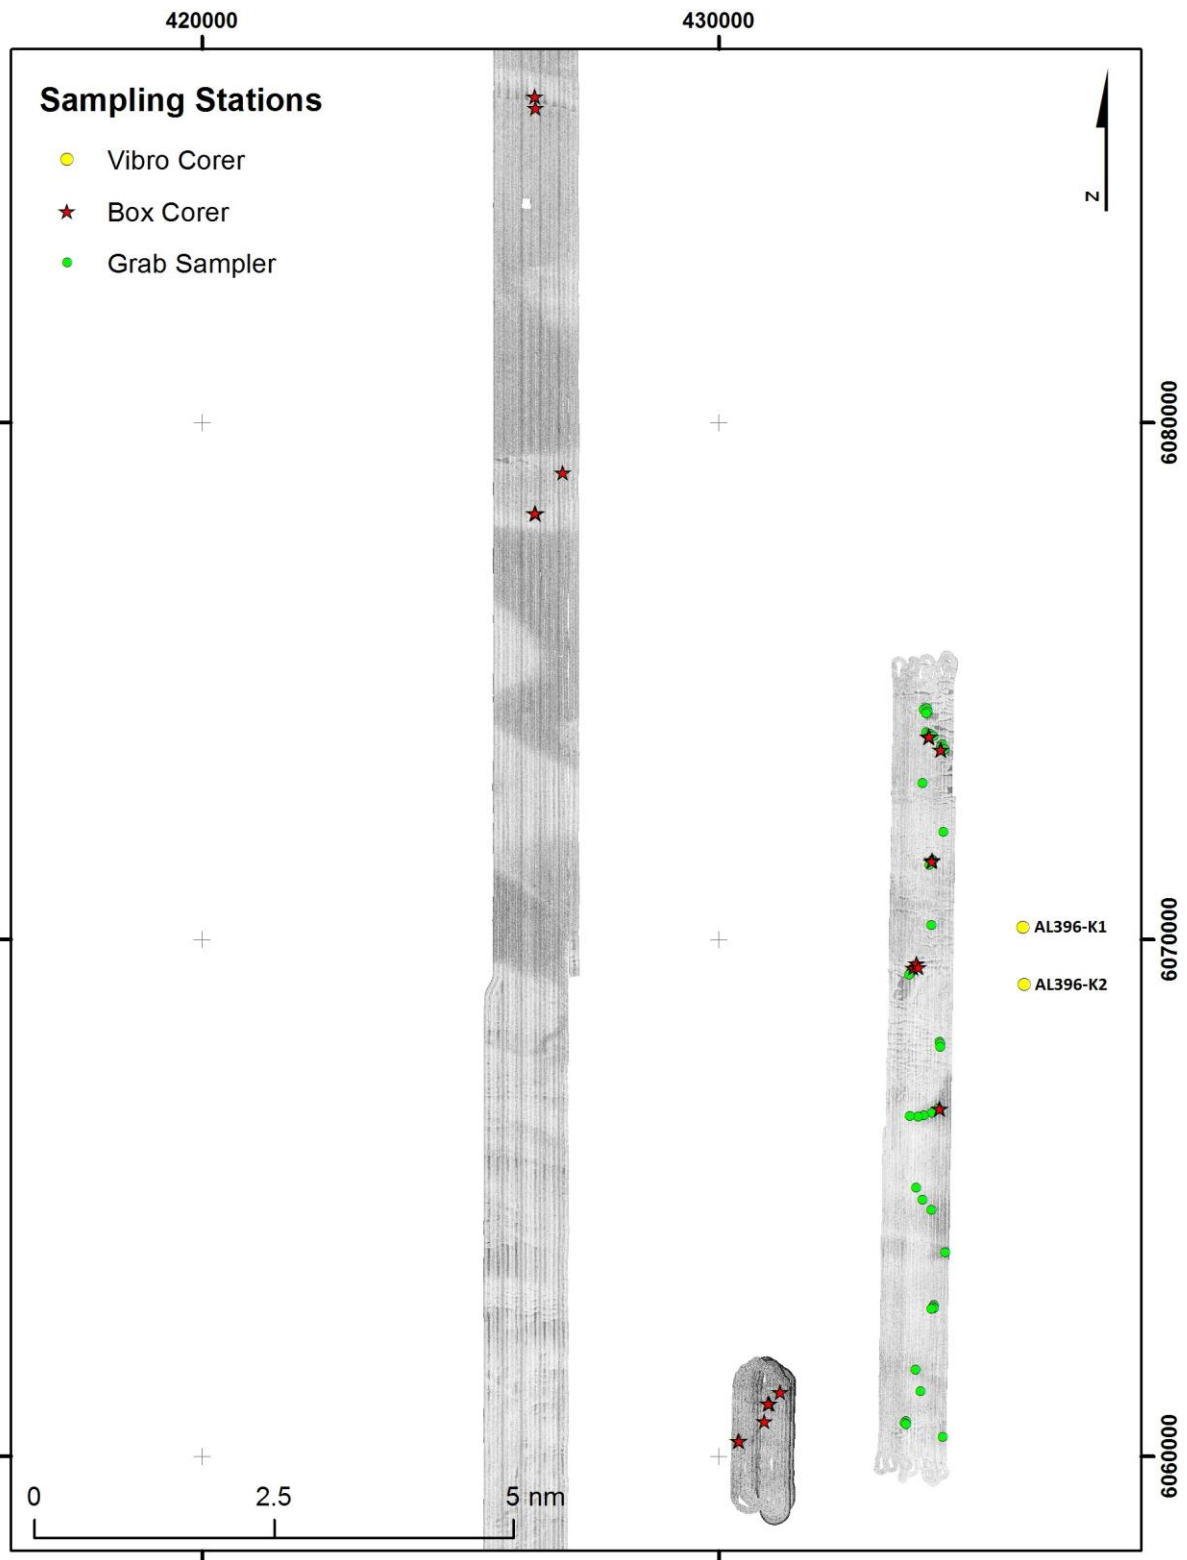 420000
430000
Sampling Stations
Vibro Corer
Box Corer
Grab Sampler
N
6080000
6070000
AL396-K1
AL396-K2
6060000
0 2.5 5 nm